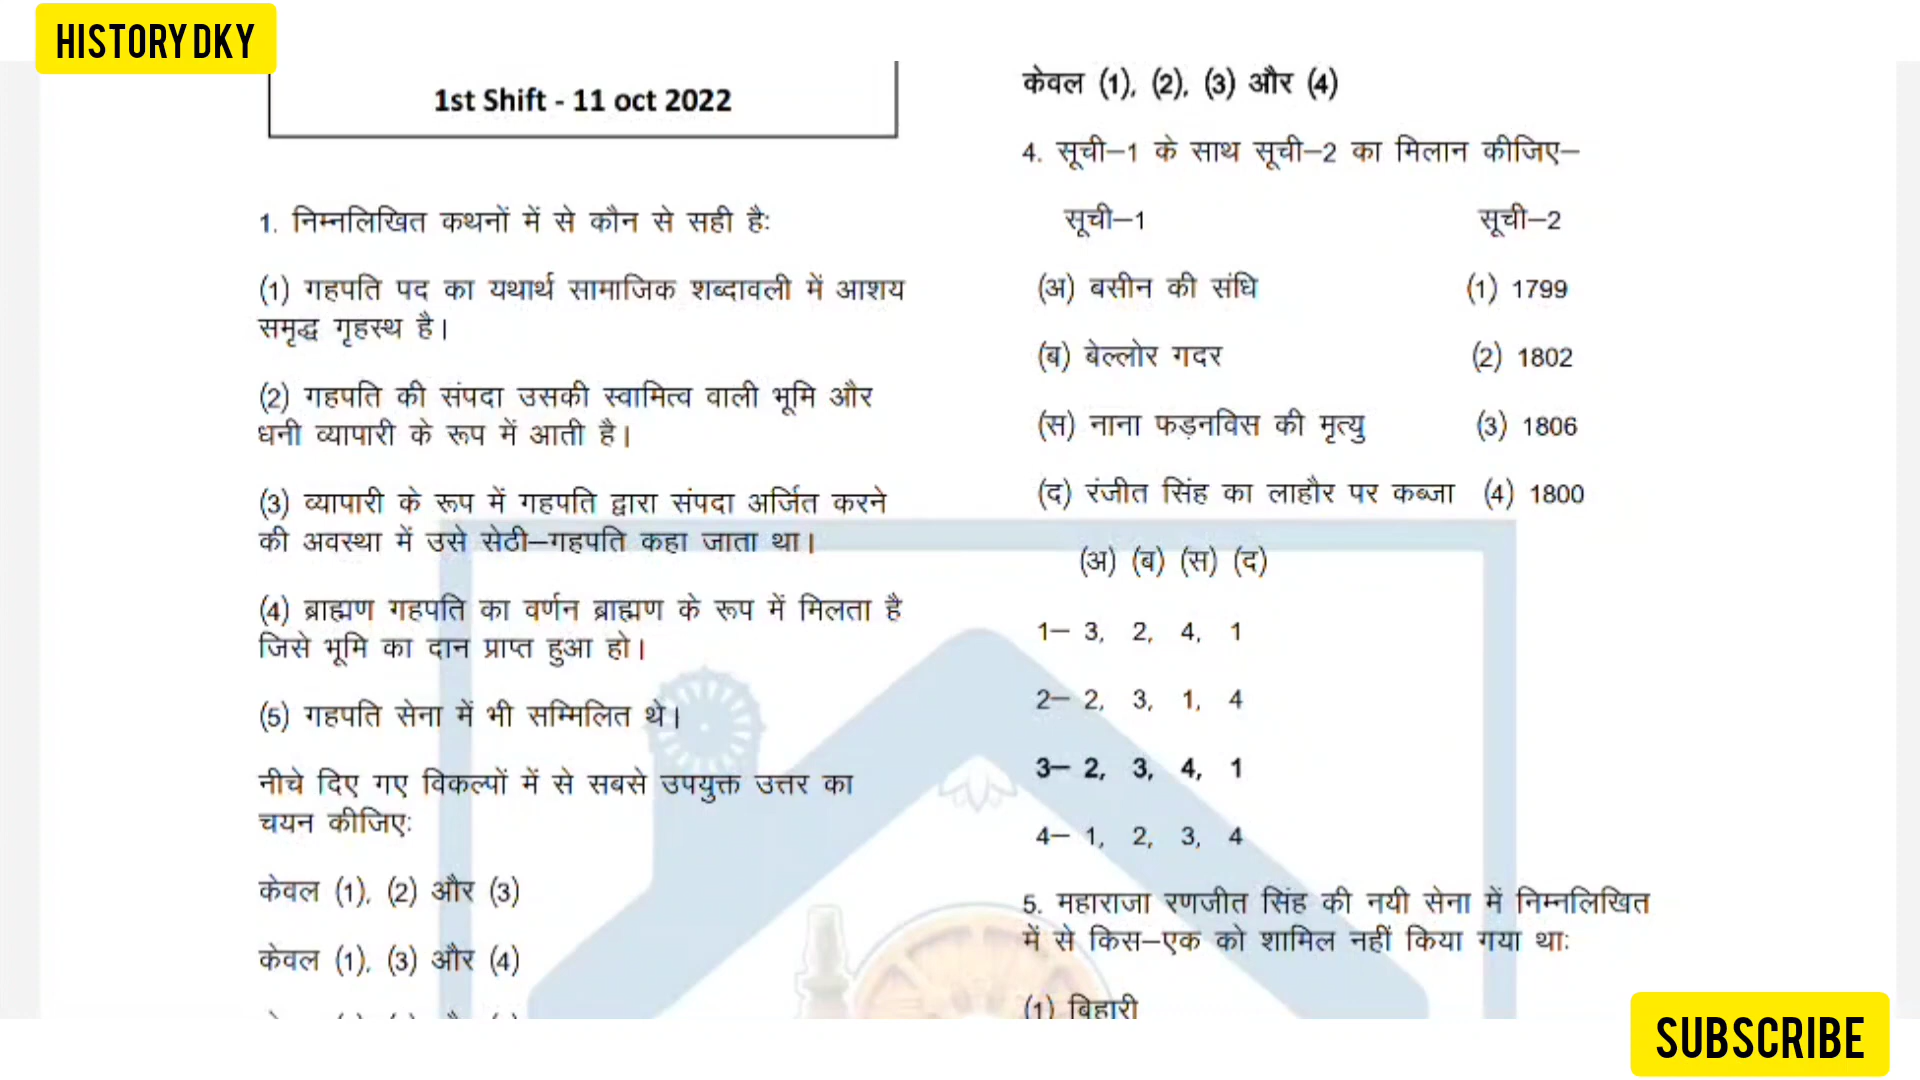 HISTORY DKY
1st Shift - 11 oct 2022
1. निम्नलिखित कथनों में से कौन से सही है:
(1) गहपति पद का यथार्थ सामाजिक शब्दावली में आशय
समृद्ध गृहस्थ है।
(2) गहपति की संपदा उसकी स्वामित्व वाली भूमि और
धनी व्यापारी के रूप में आती है।
(3) व्यापारी के रूप में गहपति द्वारा संपदा अर्जित करने
की अवस्था में उसे सेठी–गहपति कहा जाता था।
(4) ब्राह्मण गहपति का वर्णन ब्राह्मण के रूप में मिलता है
जिसे भूमि का दान प्राप्त हुआ हो।
(5) गहपति सेना में भी सम्मिलित थे।
नीचे दिए गए विकल्पों में से सबसे उपयुक्त उत्तर का
चयन कीजिए:
केवल (1), (2) और (3)
केवल (1), (3) और (4)
केवल (1), (2), (3) और (4)
4. सूची–1 के साथ सूची–2 का मिलान कीजिए–
सूची–1 सूची–2
(अ) बसीन की संधि (1) 1799
(ब) बेल्लोर गदर (2) 1802
(स) नाना फड़नविस की मृत्यु (3) 1806
(द) रंजीत सिंह का लाहौर पर कब्जा (4) 1800
(अ) (ब) (स) (द)
1– 3, 2, 4, 1
2– 2, 3, 1, 4
3– 2, 3, 4, 1
4– 1, 2, 3, 4
5. महाराजा रणजीत सिंह की नयी सेना में निम्नलिखित
में से किस–एक को शामिल नहीं किया गया था:
(1) बिहारी
SUBSCRIBE